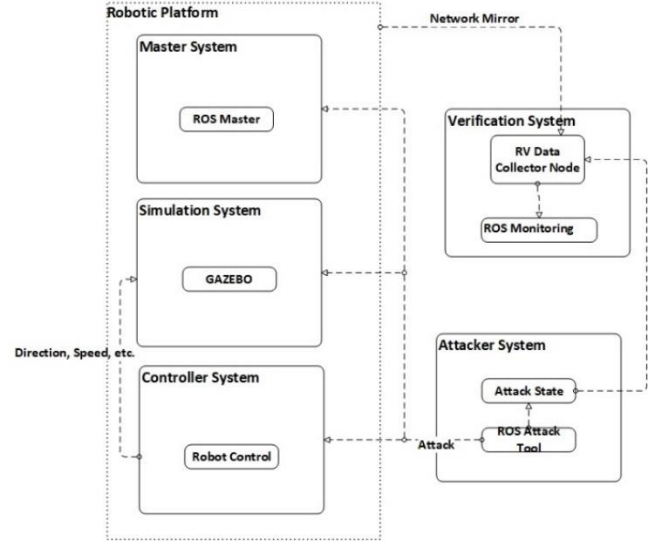 Robotic Platform
Master System
ROS Master
Simulation System
GAZEBO
Direction, Speed, etc.
Controller System
Robot Control
Network Mirror
Verification System
RV Data
Collector Node
ROS Monitoring
Attacker System
Attack State
ROS Attack
Tool
Attack